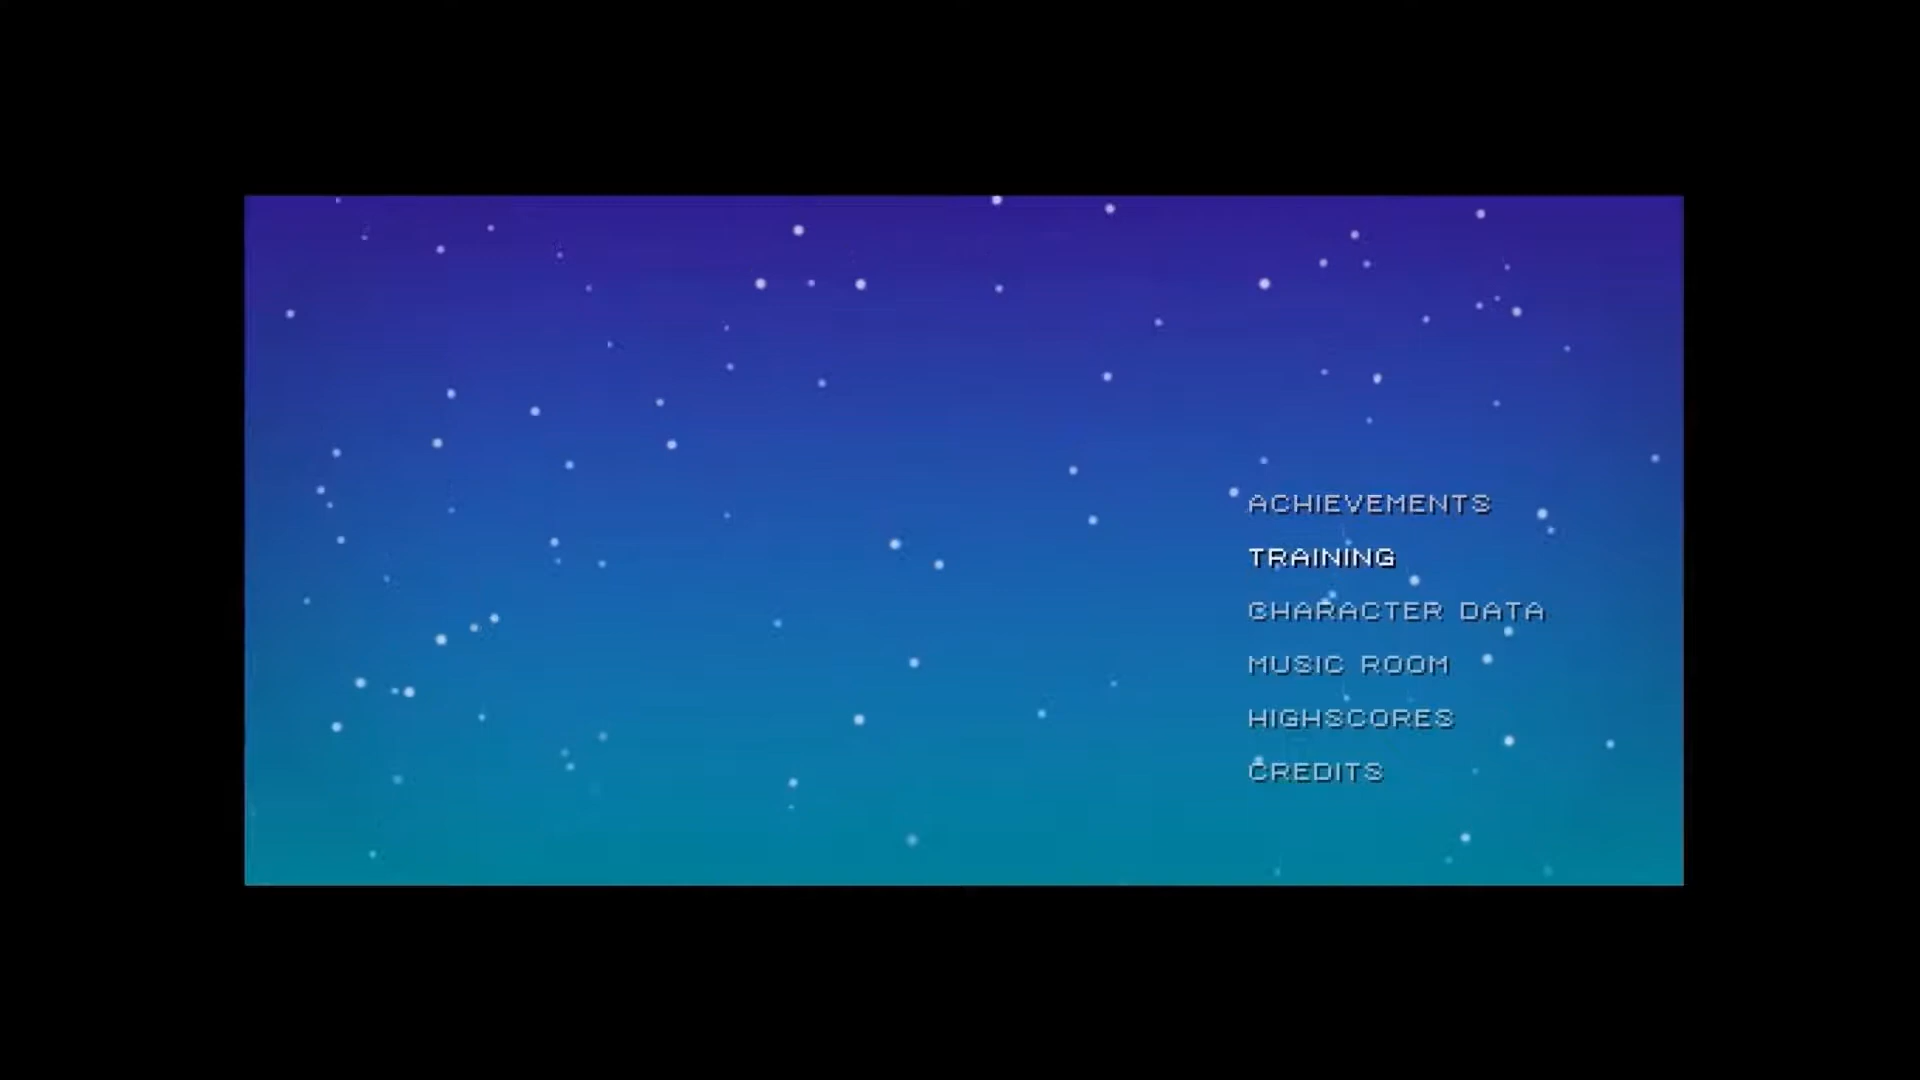 ACHIEVEMENTS
TRAINING
CHARACTER DATA
MUSIC ROOM
HIGHSCORES
CREDITS